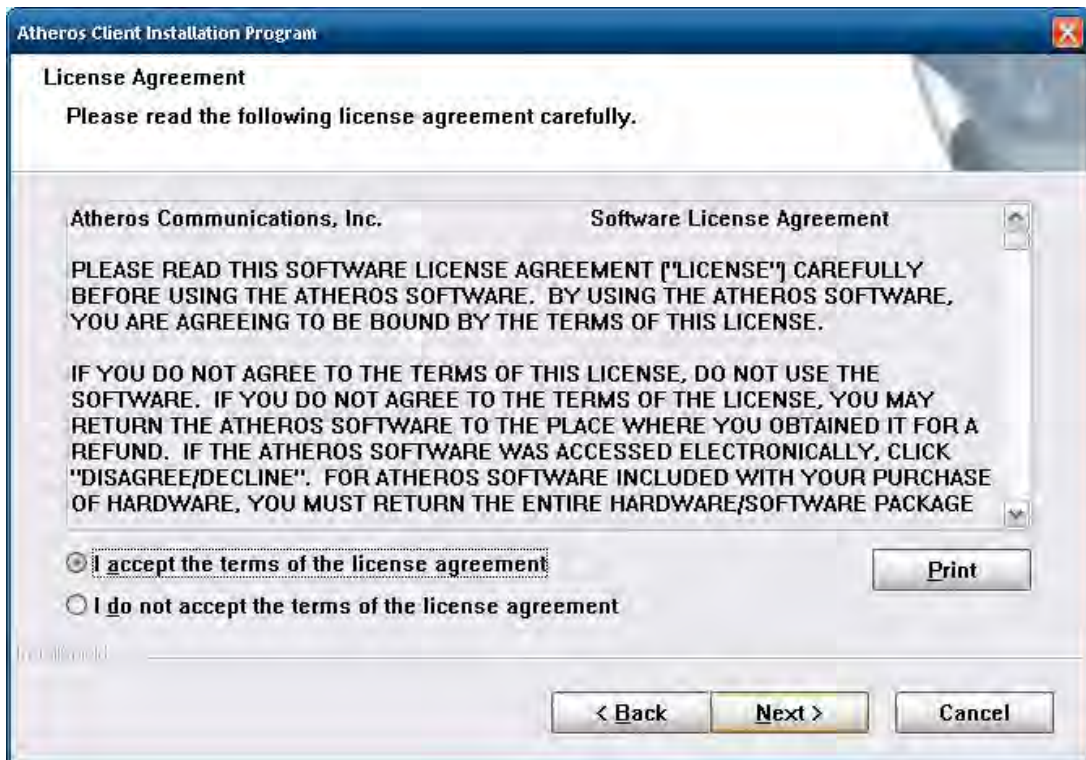 Atheros Client Installation Program
License Agreement
Please read the following license agreement carefully.
Atheros Communications, Inc. Software License Agreement
PLEASE READ THIS SOFTWARE LICENSE AGREEMENT ("LICENSE") CAREFULLY
BEFORE USING THE ATHEROS SOFTWARE. BY USING THE ATHEROS SOFTWARE,
YOU ARE AGREEING TO BE BOUND BY THE TERMS OF THIS LICENSE.
IF YOU DO NOT AGREE TO THE TERMS OF THIS LICENSE, DO NOT USE THE
SOFTWARE. IF YOU DO NOT AGREE TO THE TERMS OF THE LICENSE, YOU MAY
RETURN THE ATHEROS SOFTWARE TO THE PLACE WHERE YOU OBTAINED IT FOR A
REFUND. IF THE ATHEROS SOFTWARE WAS ACCESSED ELECTRONICALLY, CLICK
"DISAGREE/DECLINE". FOR ATHEROS SOFTWARE INCLUDED WITH YOUR PURCHASE
OF HARDWARE, YOU MUST RETURN THE ENTIRE HARDWARE/SOFTWARE PACKAGE
I accept the terms of the license agreement
Print
I do not accept the terms of the license agreement
InstallShield
< Back Next > Cancel